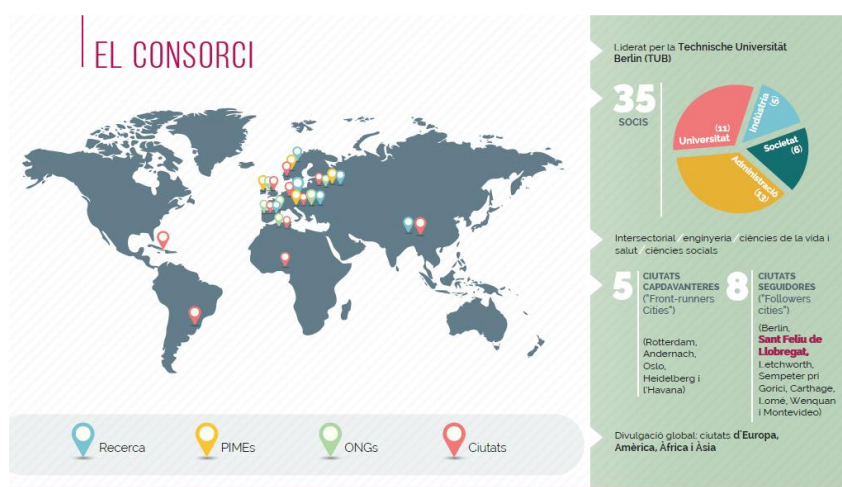 EL CONSORCI
Recerca
PIMEs
ONGs
Ciutats
Liderat per la Technische Universität
Berlin (TUB)
35
SOCIS
Indústria
(5)
Societat
(6)
Administració
(13)
(11)
Universitat
Intersectorial/enginyeria/ciències de la vida i
salut/ciències socials
5
CIUTATS
CAPDAVANTERES
("Front-runners
Cities")
(Rotterdam,
Andernach,
Oslo,
Heidelberg i
l'Havana)
8
CIUTATS
SEGUIDORES
("Followers
cities")
(Berlin,
Sant Feliu de
Llobregat,
Letchworth,
Sempeter pri
Gorici, Carthage,
Lomé, Wenquan
i Montevideo)
Divulgació global: ciutats d'Europa,
Amèrica, Àfrica i Àsia